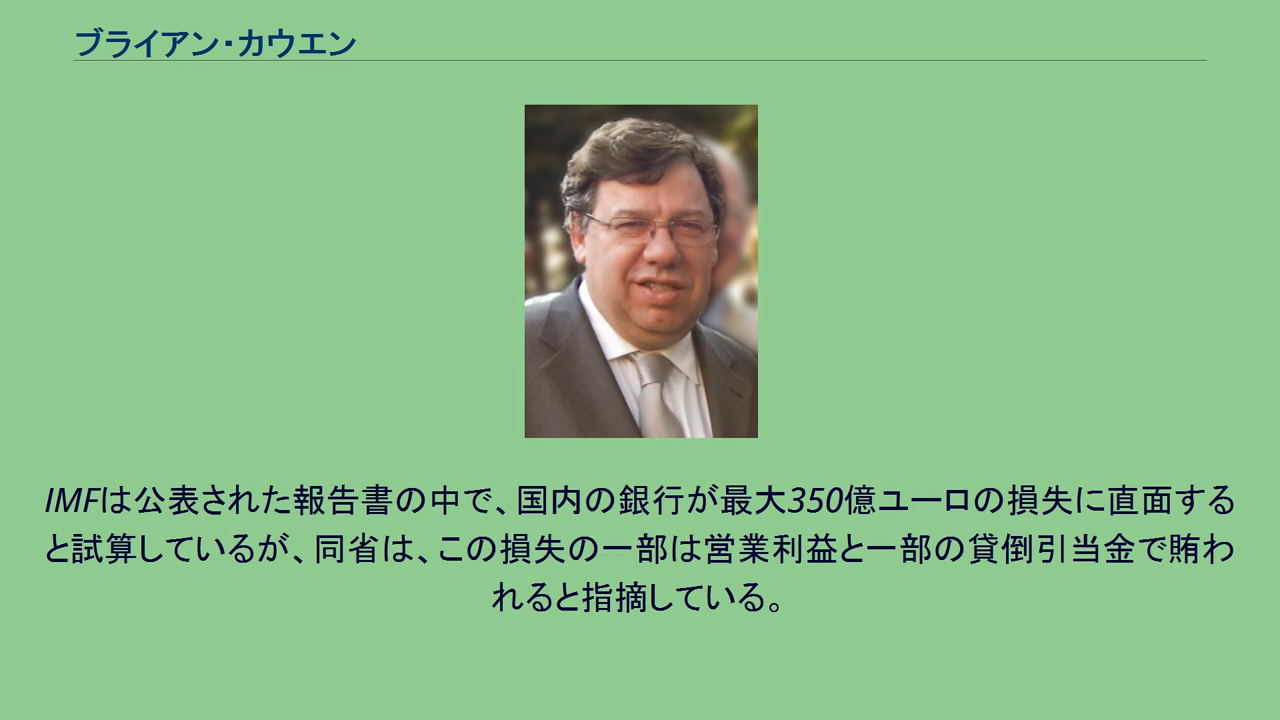 ブライアン・カウエン
IMFは公表された報告書の中で、国内の銀行が最大350億ユーロの損失に直面する
と試算しているが、同省は、この損失の一部は営業利益と一部の貸倒引当金で賄わ
れると指摘している。